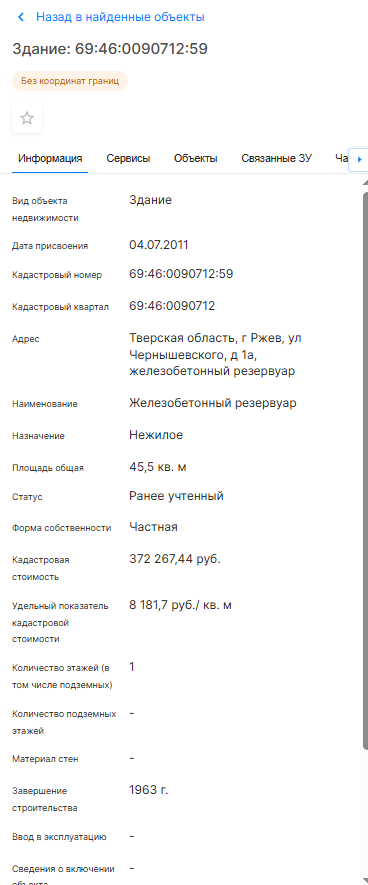 Назад в найденные объекты
Здание: 69:46:0090712:59
Без координат границ
Информация Сервисы Объекты Связанные ЗУ Ча
Вид объекта недвижимости Здание
Дата присвоения 04.07.2011
Кадастровый номер 69:46:0090712:59
Кадастровый квартал 69:46:0090712
Адрес Тверская область, г Ржев, ул
Чернышевского, д 1а,
железобетонный резервуар
Наименование Железобетонный резервуар
Назначение Нежилое
Площадь общая 45,5 кв. м
Статус Ранее учтенный
Форма собственности Частная
Кадастровая стоимость 372 267,44 руб.
Удельный показатель кадастровой стоимости 8 181,7 руб./ кв. м
Количество этажей (в том числе подземных) 1
Количество подземных этажей -
Материал стен -
Завершение строительства 1963 г.
Ввод в эксплуатацию -
Сведения о включении -
объекта